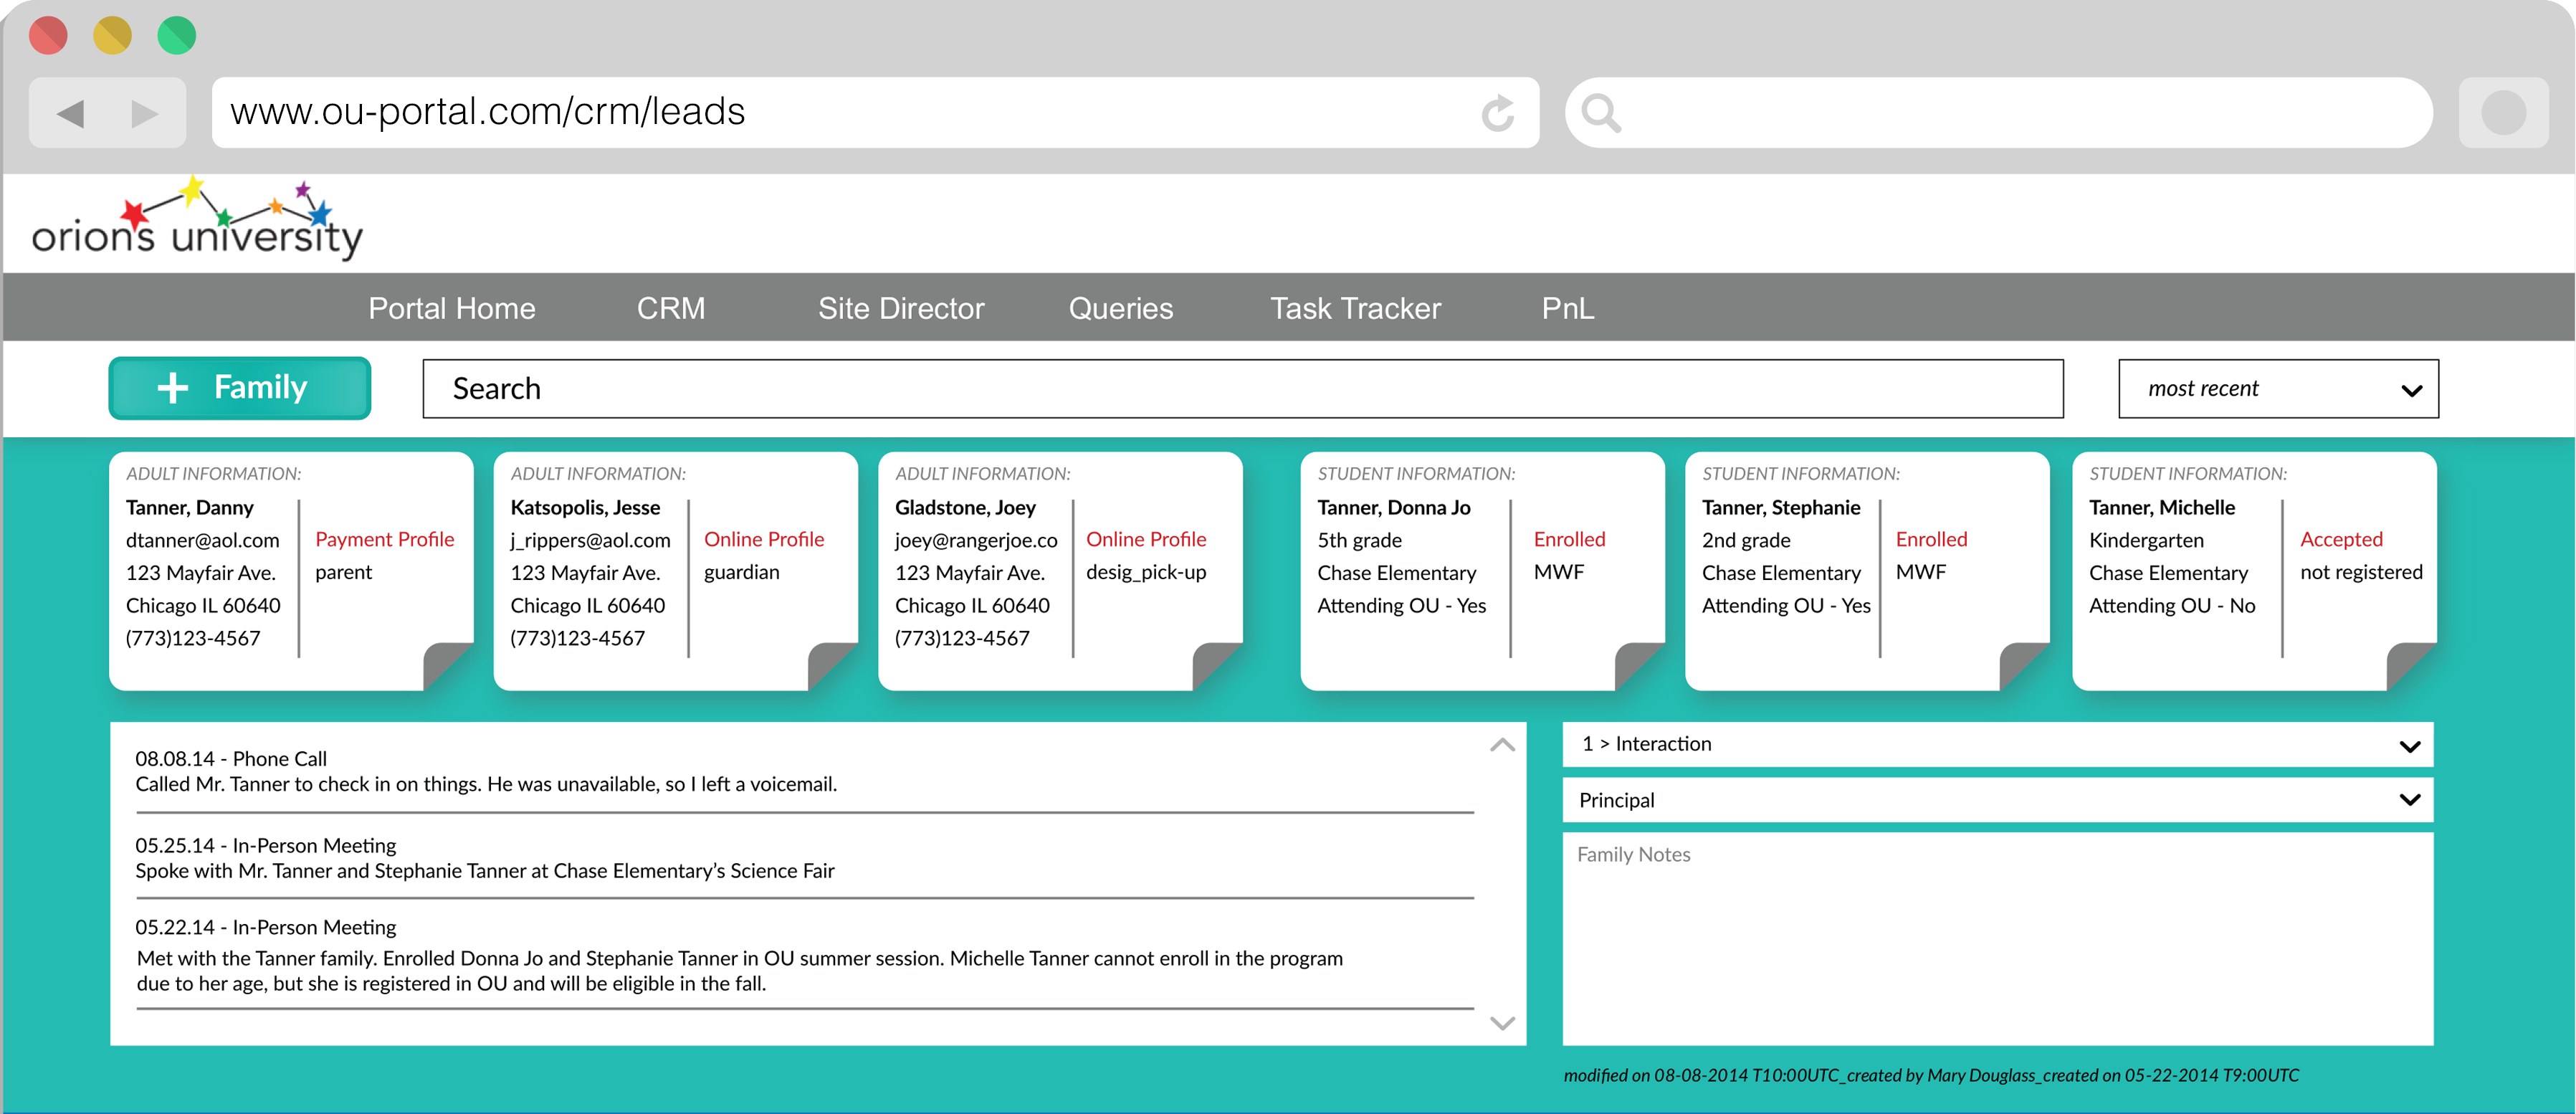 www.ou-portal.com/crm/leads
orion's university
Portal Home CRM Site Director Queries Task Tracker PnL
+ Family
Search
most recent
ADULT INFORMATION:
Tanner, Danny
dtanner@aol.com
123 Mayfair Ave.
Chicago IL 60640
(773)123-4567
Payment Profile
parent
ADULT INFORMATION:
Katsopolis, Jesse
j_rippers@aol.com
123 Mayfair Ave.
Chicago IL 60640
(773)123-4567
Online Profile
guardian
ADULT INFORMATION:
Gladstone, Joey
joey@rangerjoe.co
123 Mayfair Ave.
Chicago IL 60640
(773)123-4567
Online Profile
desig_pick-up
STUDENT INFORMATION:
Tanner, Donna Jo
5th grade
Chase Elementary
Attending OU - Yes
Enrolled
MWF
STUDENT INFORMATION:
Tanner, Stephanie
2nd grade
Chase Elementary
Attending OU - Yes
Enrolled
MWF
STUDENT INFORMATION:
Tanner, Michelle
Kindergarten
Chase Elementary
Attending OU - No
Accepted
not registered
08.08.14 - Phone Call
Called Mr. Tanner to check in on things. He was unavailable, so I left a voicemail.
05.25.14 - In-Person Meeting
Spoke with Mr. Tanner and Stephanie Tanner at Chase Elementary’s Science Fair
05.22.14 - In-Person Meeting
Met with the Tanner family. Enrolled Donna Jo and Stephanie Tanner in OU summer session. Michelle Tanner cannot enroll in the program
due to her age, but she is registered in OU and will be eligible in the fall.
1 > Interaction
Principal
Family Notes
modified on 08-08-2014 T10:00UTC_created by Mary Douglass_created on 05-22-2014 T9:00UTC